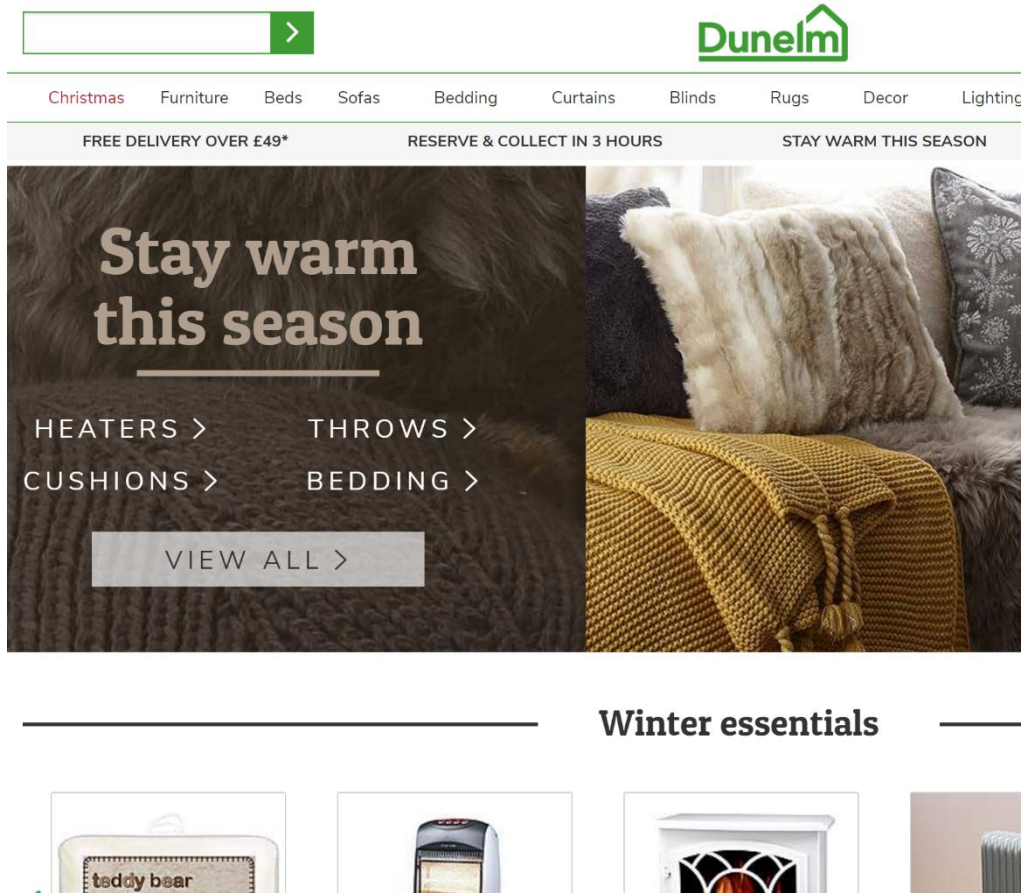 Dunelm
Christmas Furniture Beds Sofas Bedding Curtains Blinds Rugs Decor Lighting
FREE DELIVERY OVER £49* RESERVE & COLLECT IN 3 HOURS STAY WARM THIS SEASON
Stay warm
this season
HEATERS > THROWS >
CUSHIONS > BEDDING >
VIEW ALL >
Winter essentials
teddy bear